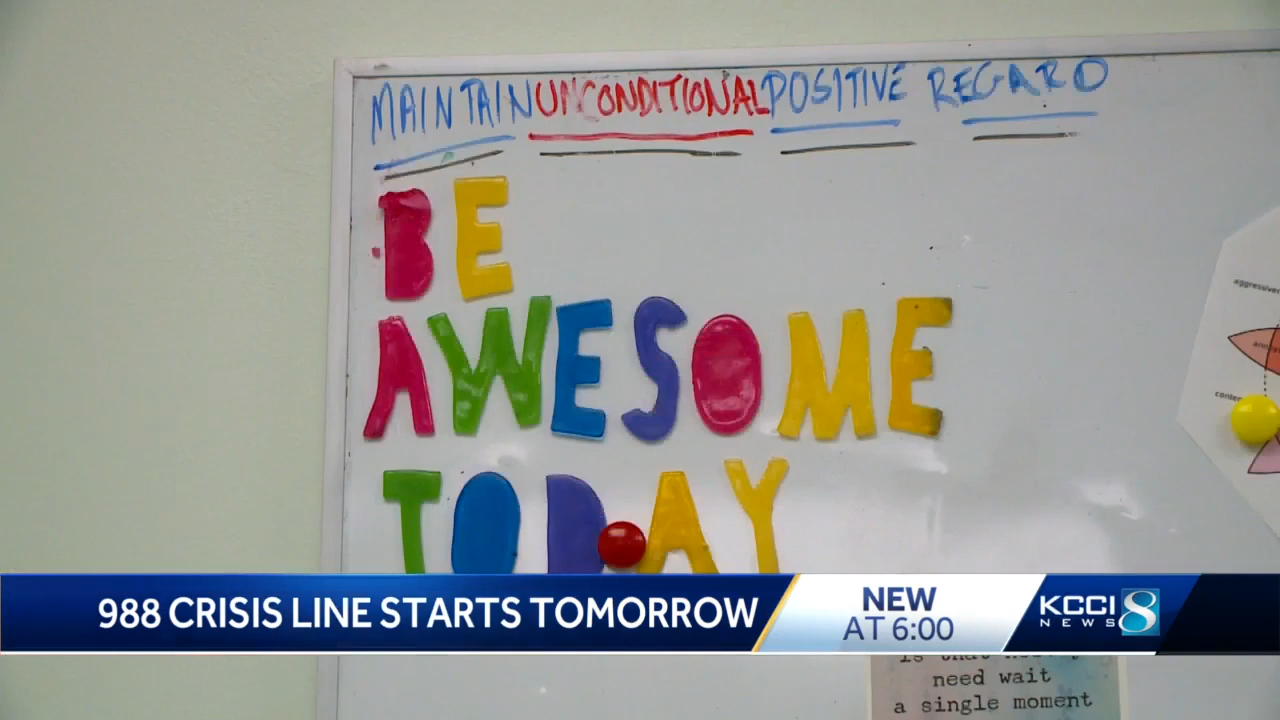 MAINTAIN UNCONDITIONAL POSITIVE REGARD
BE
AWESOME
TODAY
aggressive
988 CRISIS LINE STARTS TOMORROW
NEW
AT 6:00
KCCI 8
NEWS
need wait
a single moment